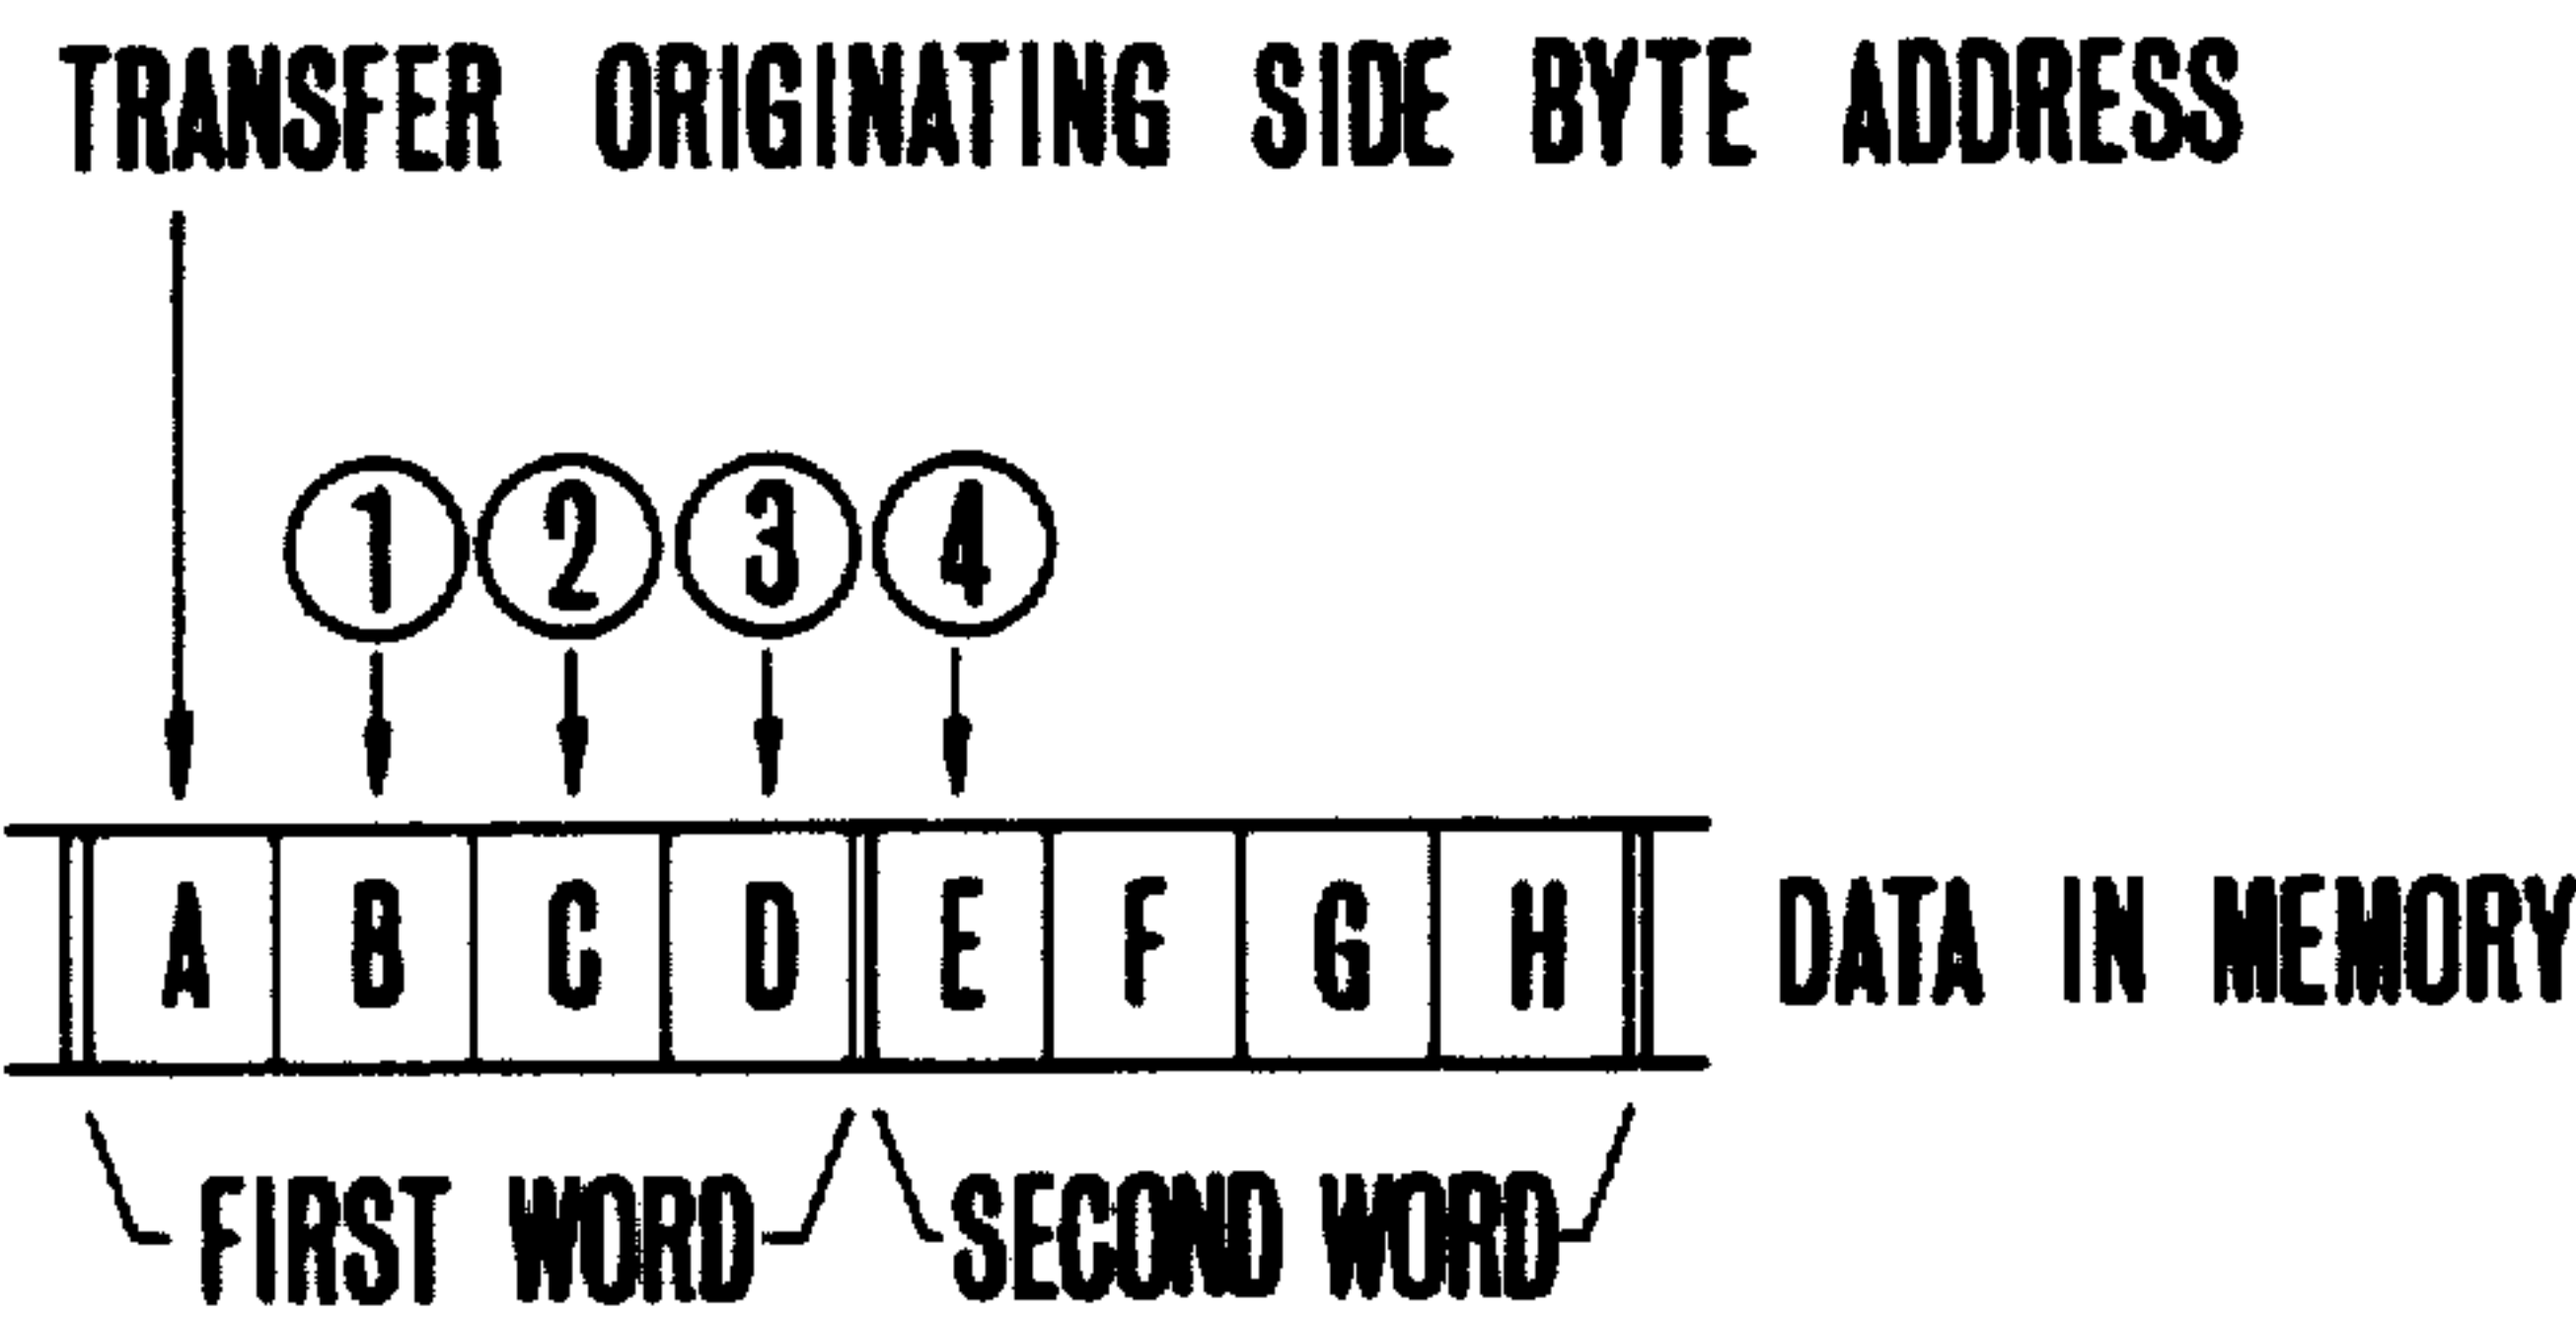 TRANSFER ORIGINATING SIDE BYTE ADDRESS
1 2 3 4
A B C D E F G H DATA IN MEMORY
FIRST WORD SECOND WORD